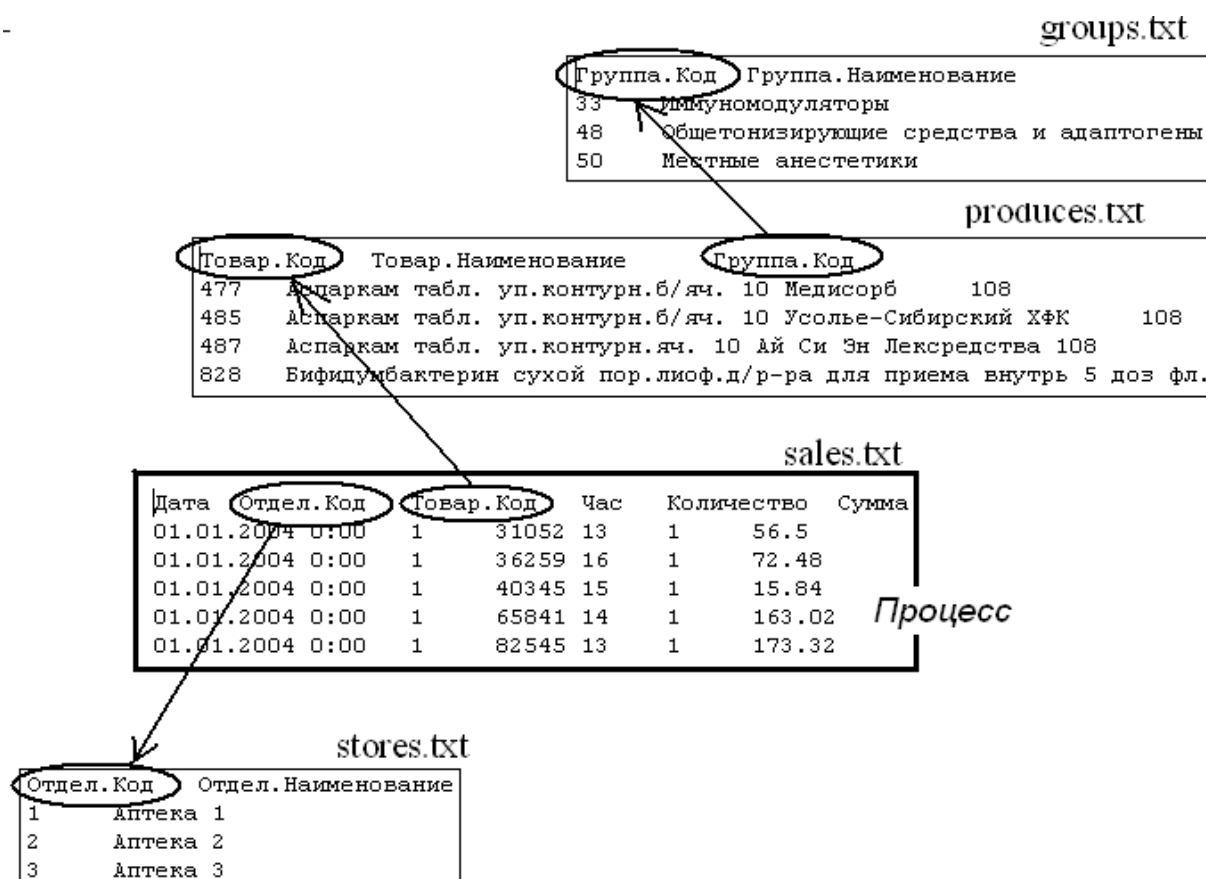 -
groups.txt
Группа.Код Группа.Наименование
33 Иммуномодуляторы
48 Общетонизирующие средства и адаптогены
50 Местные анестетики
produces.txt
Товар.Код Товар.Наименование Группа.Код
477 Аспаркам табл. уп.контурн.б/яч. 10 Медисорб 108
485 Аспаркам табл. уп.контурн.б/яч. 10 Усолье-Сибирский ХФК 108
487 Аспаркам табл. уп.контурн.яч. 10 Ай Си Эн Лексредства 108
828 Бифидумбактерин сухой пор.лиоф.д/р-ра для приема внутрь 5 доз фл.
sales.txt
Дата Отдел.Код Товар.Код Час Количество Сумма
01.01.2004 0:00 1 31052 13 1 56.5
01.01.2004 0:00 1 36259 16 1 72.48
01.01.2004 0:00 1 40345 15 1 15.84
01.01.2004 0:00 1 65841 14 1 163.02
01.01.2004 0:00 1 82545 13 1 173.32
Процесс
stores.txt
Отдел.Код Отдел.Наименование
1 Аптека 1
2 Аптека 2
3 Аптека 3